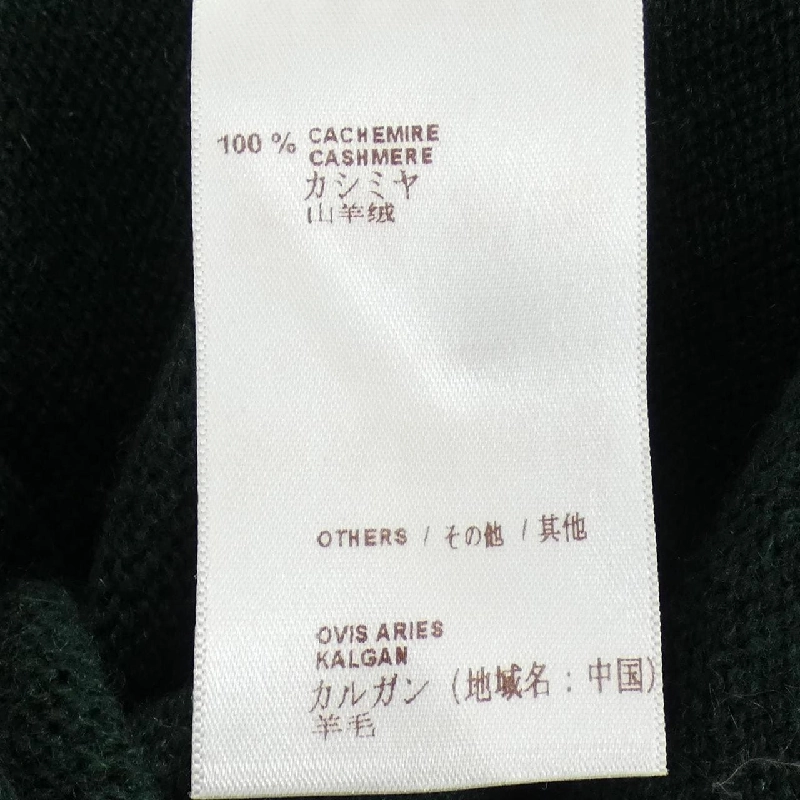 100 % CACHEMIRE
CASHMERE
カシミヤ
山羊绒
OTHERS / その他 / 其他
OVIS ARIES
KALGAN
カルガン (地域名 : 中国)
羊毛